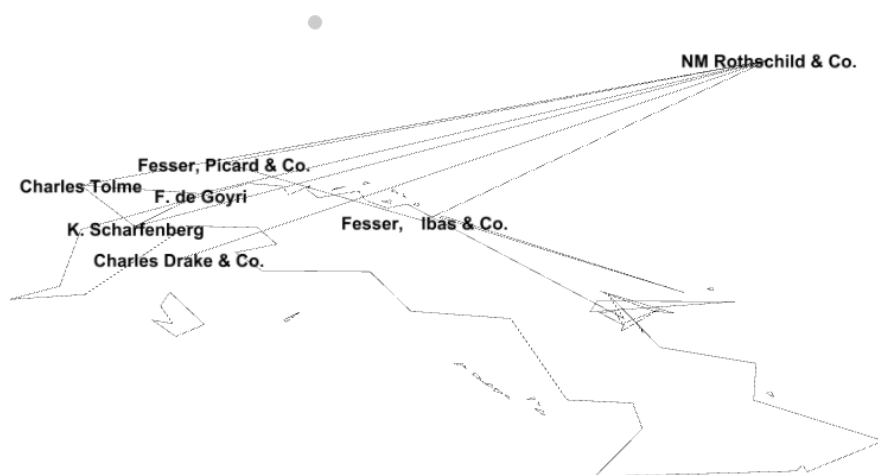 NM Rothschild & Co.
Fesser, Picard & Co.
Charles Tolme
F. de Goyri
Fesser, Ibas & Co.
K. Scharfenberg
Charles Drake & Co.